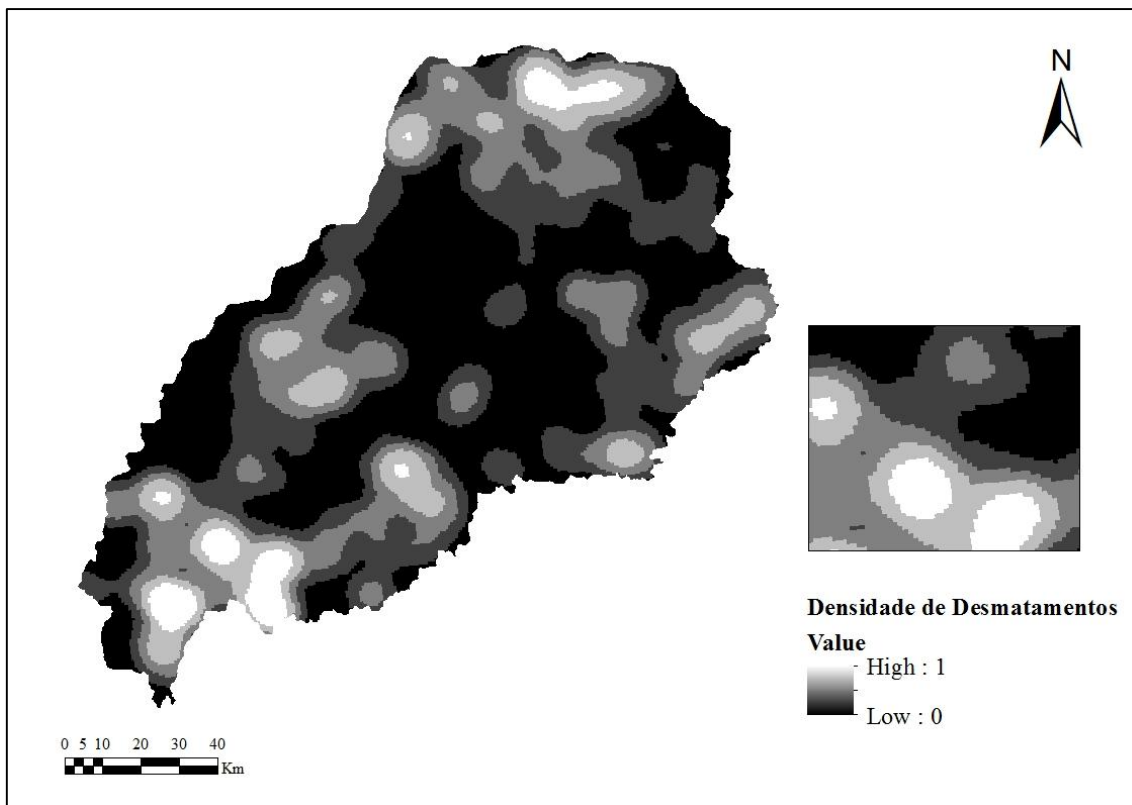 N
Densidade de Desmatamentos
Value
High : 1
Low : 0
0 5 10 20 30 40
Km